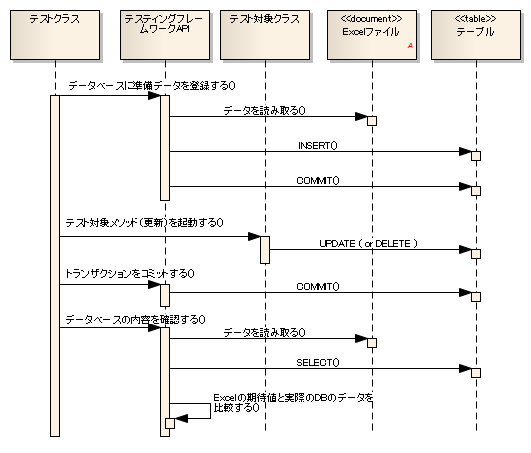 テストクラス
テスティングフレー
ムワークAPI
テスト対象クラス
<<document>>
Excelファイル
A
<<table>>
テーブル
データベースに準備データを登録する()
データを読み取る()
INSERT()
COMMIT()
テスト対象メソッド（更新）を起動する()
UPDATE ( or DELETE )
トランザクションをコミットする()
COMMIT()
データベースの内容を確認する()
データを読み取る()
SELECT()
Excelの期待値と実際のDBのデータを
比較する()